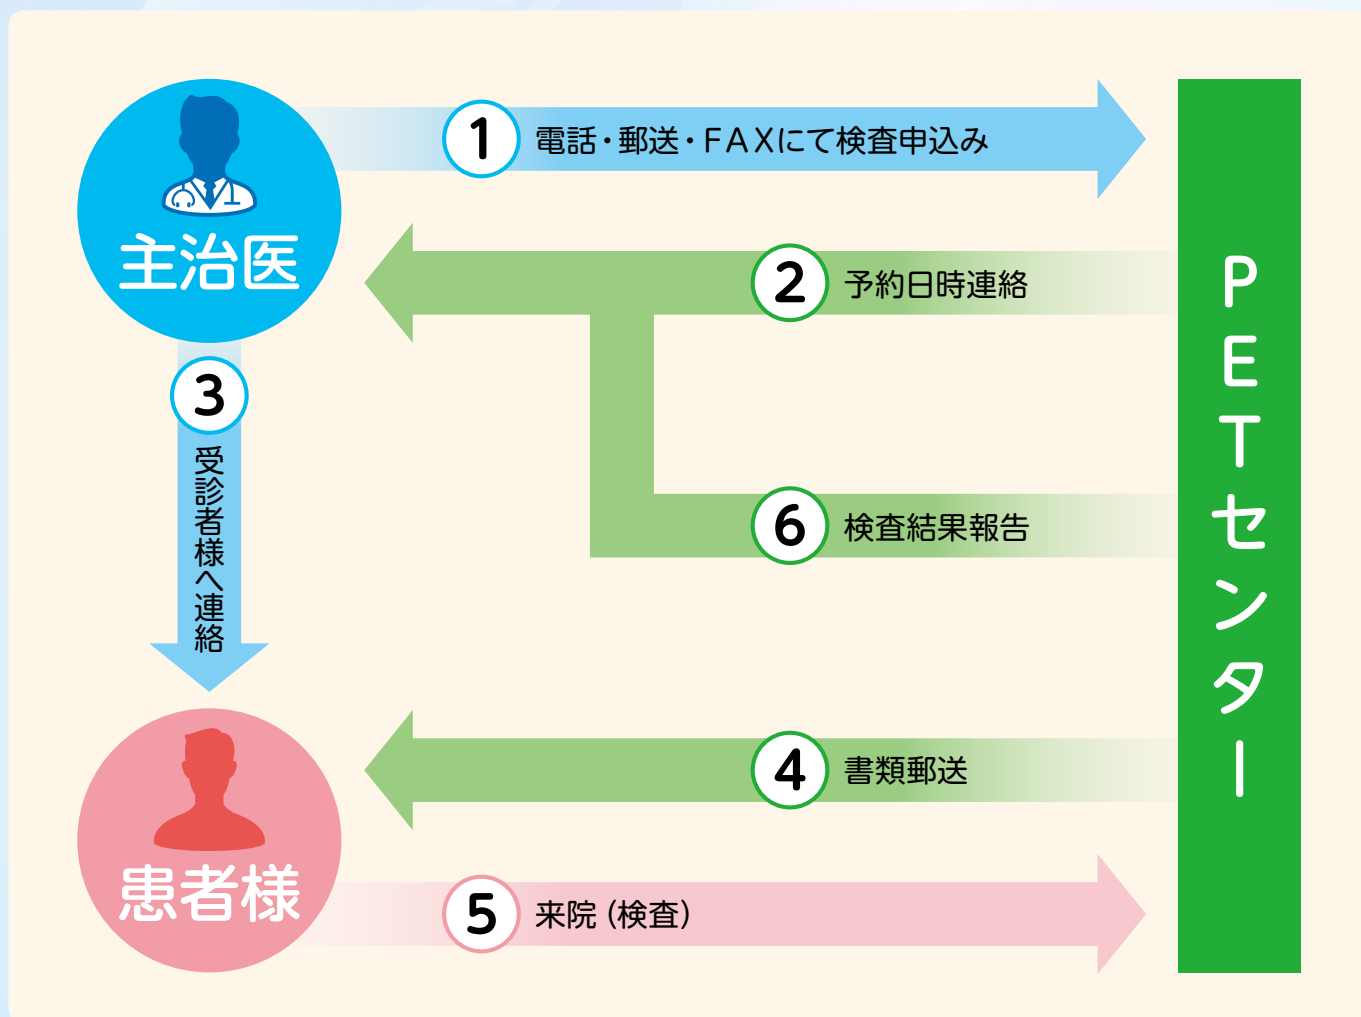 主治医
① 電話・郵送・FAXにて検査申込み
② 予約日時連絡
③ 受診者様へ連絡
⑥ 検査結果報告
④ 書類郵送
患者様
⑤ 来院（検査）
PETセンター